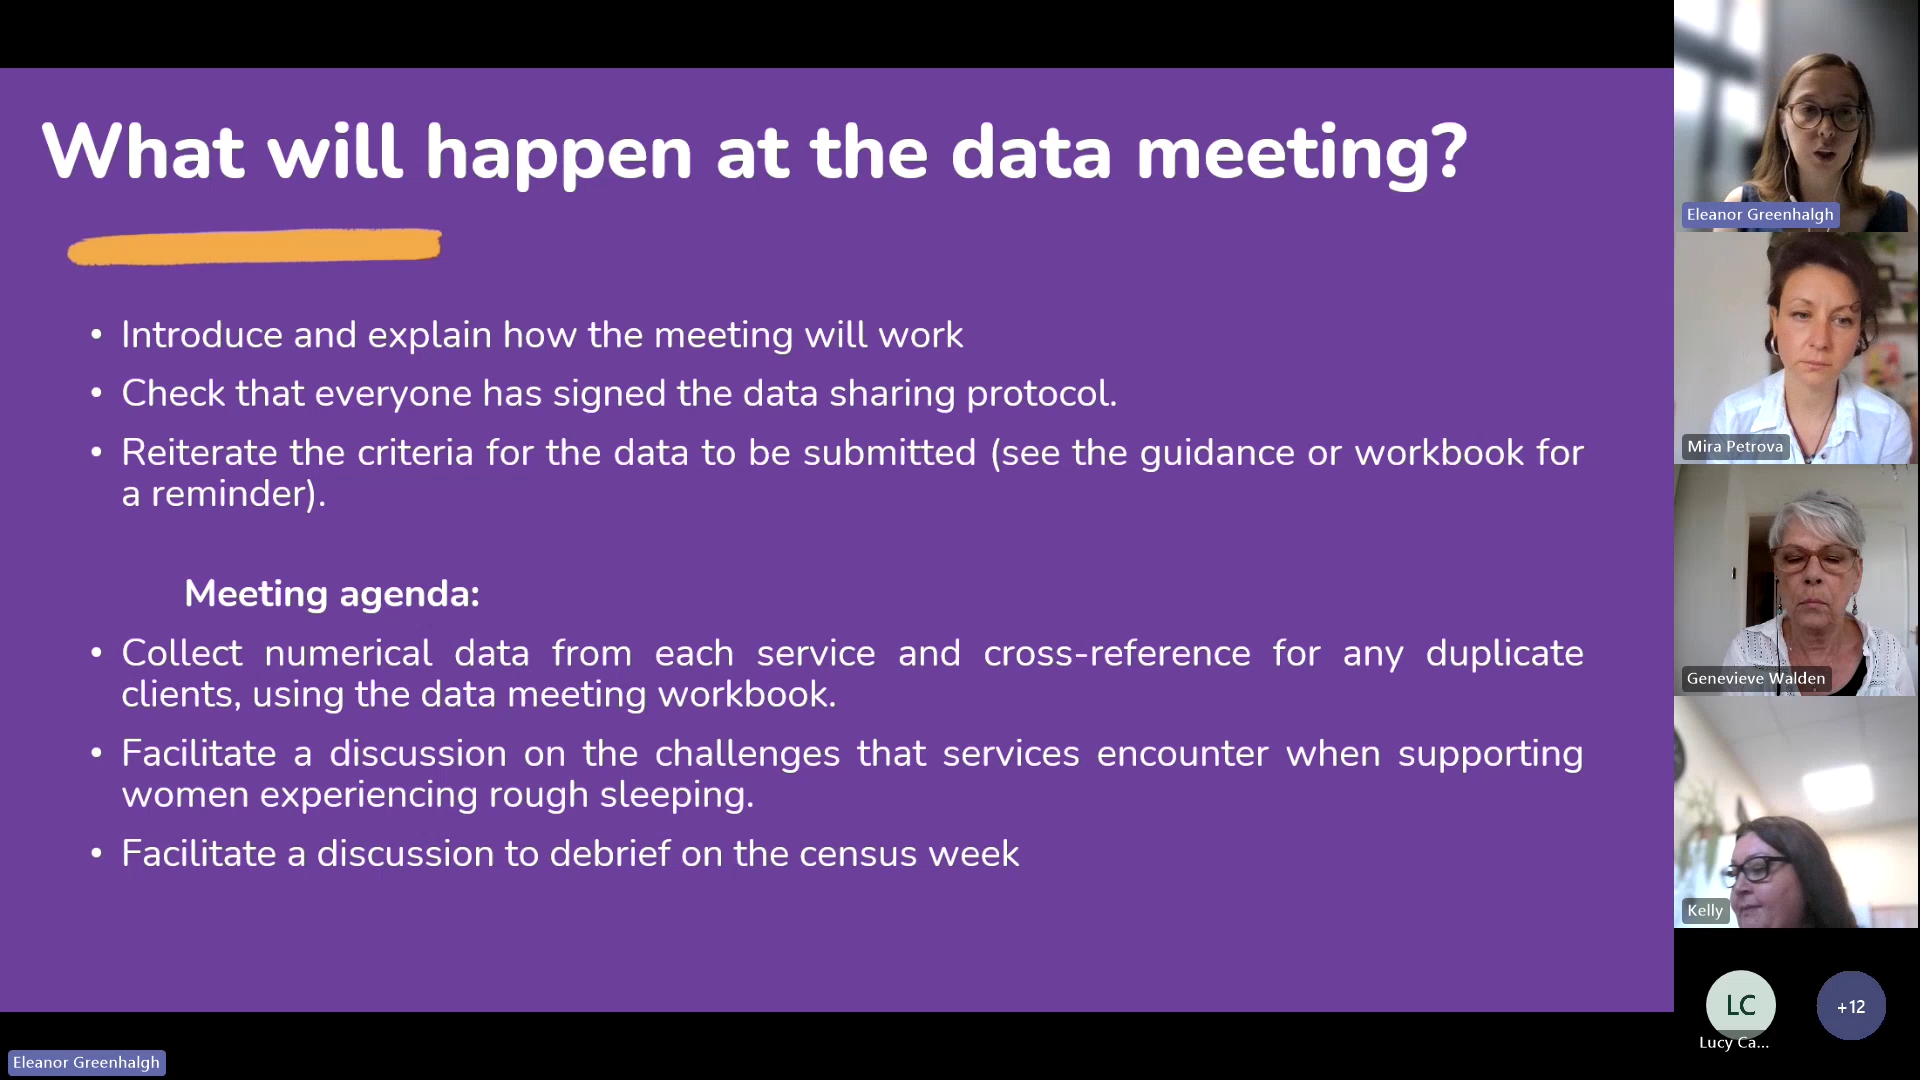 What will happen at the data meeting?
• Introduce and explain how the meeting will work
• Check that everyone has signed the data sharing protocol.
• Reiterate the criteria for the data to be submitted (see the guidance or workbook for
a reminder).
Meeting agenda:
• Collect numerical data from each service and cross-reference for any duplicate
clients, using the data meeting workbook.
• Facilitate a discussion on the challenges that services encounter when supporting
women experiencing rough sleeping.
• Facilitate a discussion to debrief on the census week
Eleanor Greenhalgh
Eleanor Greenhalgh
Mira Petrova
Genevieve Walden
Kelly
LC
+12
Lucy Ca...